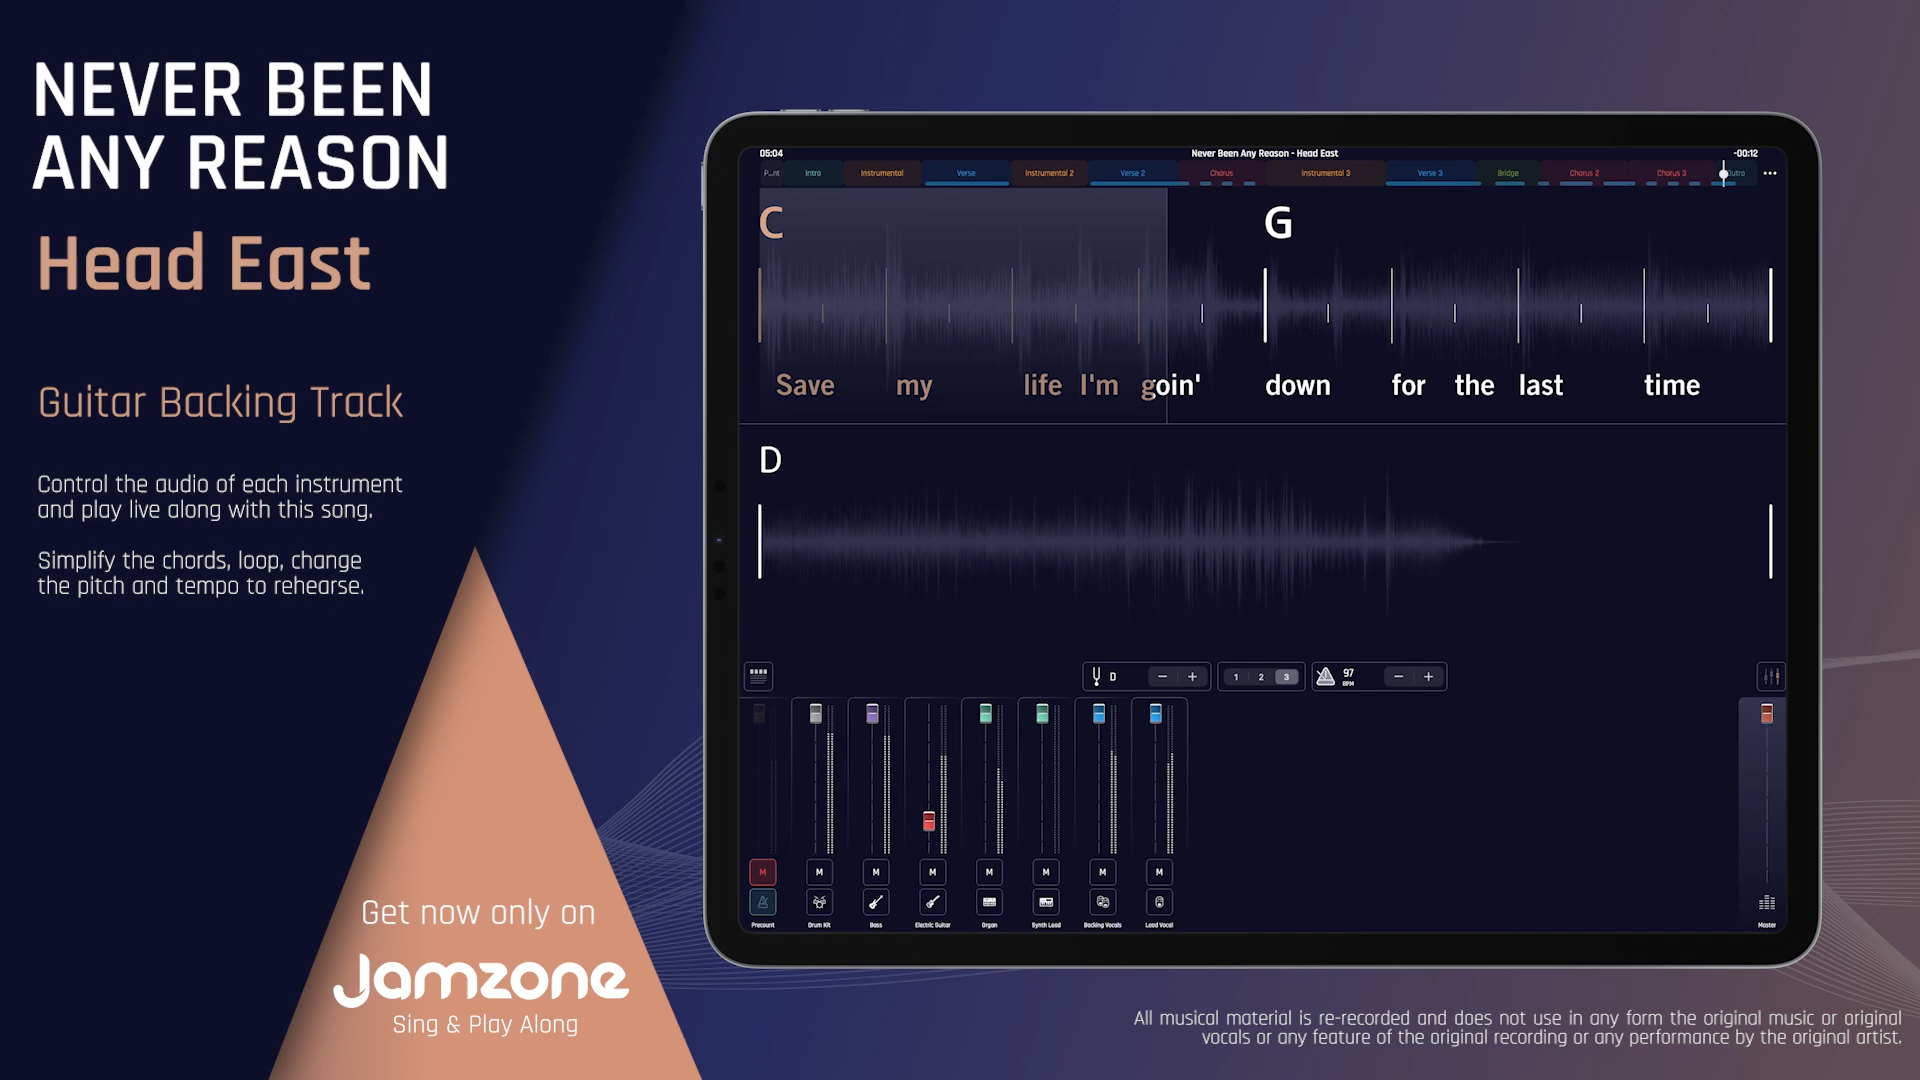 NEVER BEEN
ANY REASON
Head East
Guitar Backing Track
Control the audio of each instrument
and play live along with this song.
Simplify the chords, loop, change
the pitch and tempo to rehearse.
Get now only on
Jamzone
Sing & Play Along
05:04
Never Been Any Reason - Head East
-00:12
P...nt Intro Instrumental Verse Instrumental 2 Verse 2 Chorus Instrumental 3 Verse 3 Bridge Chorus 2 Chorus 3 Outro
C G
Save my life I'm goin' down for the last time
D
D − + 1 2 3 97 BPM − +
M M M M M M M M
Precount Drum Kit Bass Electric Guitar Organ Synth Lead Backing Vocals Lead Vocal Master
All musical material is re-recorded and does not use in any form the original music or original
vocals or any feature of the original recording or any performance by the original artist.